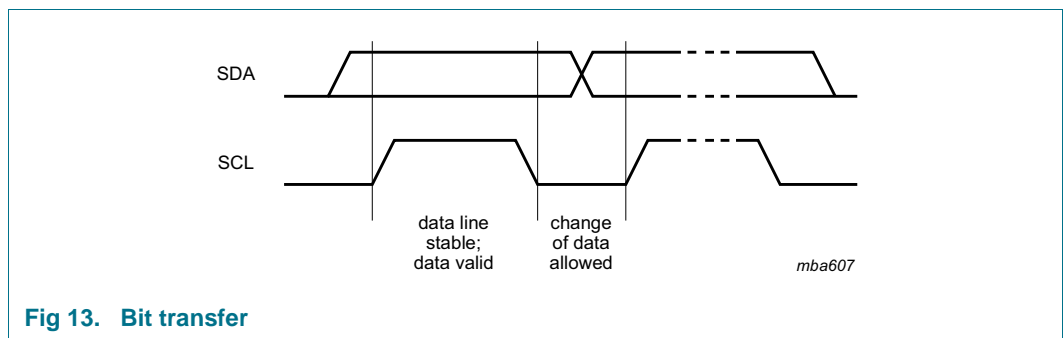 SDA
SCL
data line
stable;
data valid
change
of data
allowed
mba607
Fig 13. Bit transfer